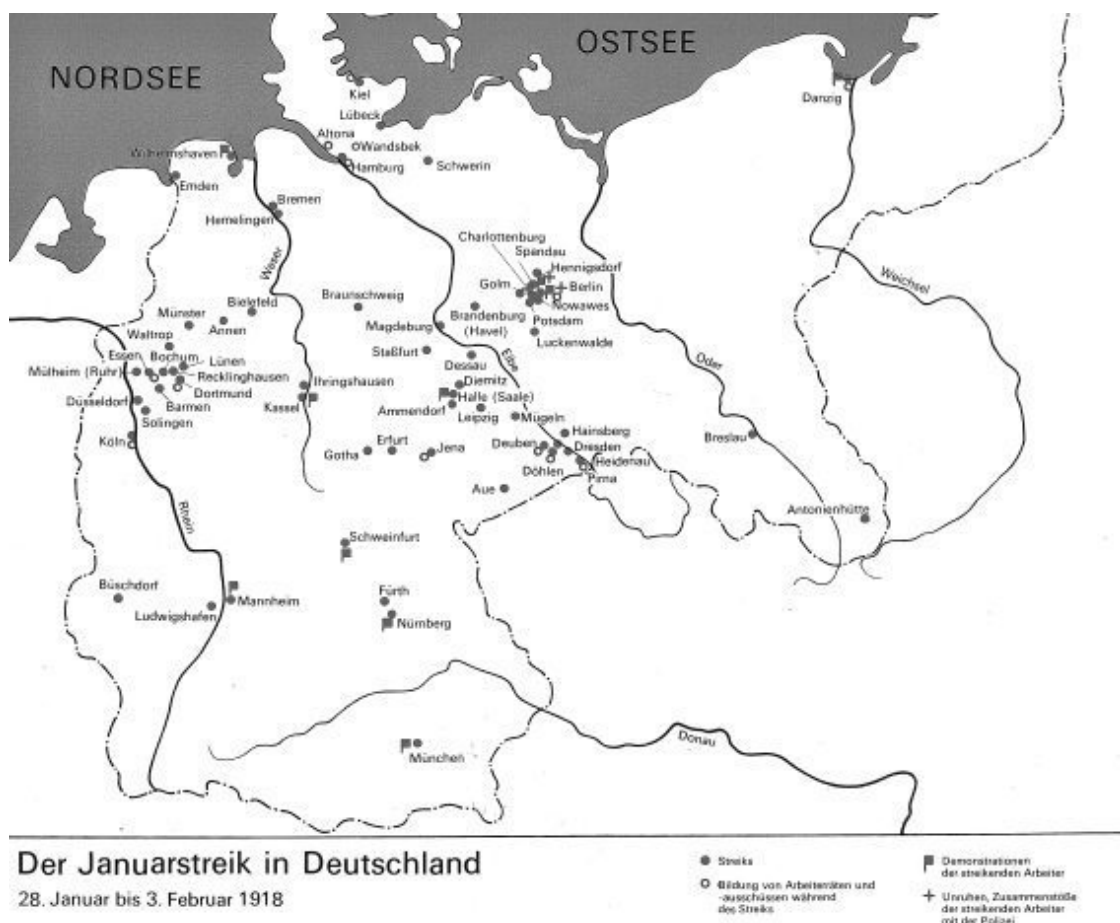 NORDSEE
OSTSEE
Kiel
Lübeck
Danzig
Altona
Wandsbek
Hamburg
Schwerin
Wilhelmshaven
Emden
Bremen
Hemelingen
Weser
Charlottenburg
Spandau
Hennigsdorf
Golm
Berlin
Nowawes
Potsdam
Luckenwalde
Brandenburg
(Havel)
Weichsel
Braunschweig
Bielefeld
Münster
Annen
Magdeburg
Waltrop
Staßfurt
Essen
Bochum
Lünen
Mülheim (Ruhr)
Recklinghausen
Dortmund
Dessau
Elbe
Oder
Diemitz
Ihringshausen
Halle (Saale)
Kassel
Ammendorf
Leipzig
Mügeln
Düsseldorf
Barmen
Solingen
Köln
Hainsberg
Breslau
Erfurt
Gotha
Jena
Deuben
Dresden
Heidenau
Döhlen
Pirna
Aue
Antonienhütte
Rhein
Schweinfurt
Büschdorf
Ludwigshafen
Mannheim
Fürth
Nürnberg
München
Donau
Der Januarstreik in Deutschland
28. Januar bis 3. Februar 1918
Streiks
Bildung von Arbeiterräten und
-ausschüssen während
des Streiks
Demonstrationen
der streikenden Arbeiter
Unruhen, Zusammenstöße
der streikenden Arbeiter
mit der Polizei